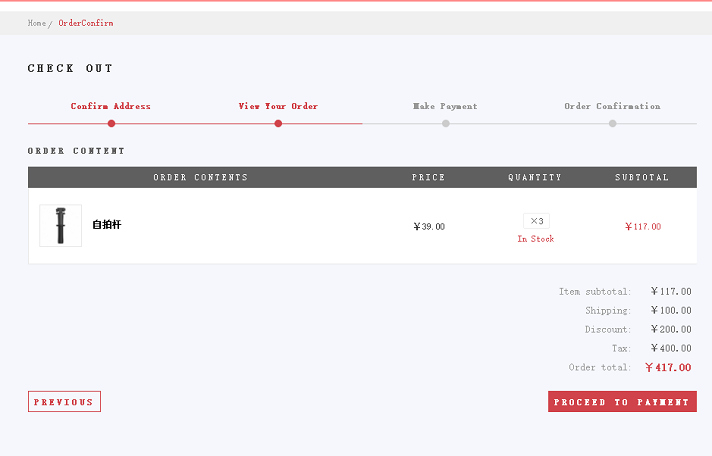 Home / OrderConfirm
CHECK OUT
Confirm Address View Your Order Make Payment Order Confirmation
ORDER CONTENT
ORDER CONTENTS PRICE QUANTITY SUBTOTAL
自拍杆 ¥39.00 ×3 ¥117.00
In Stock
Item subtotal: ¥117.00
Shipping: ¥100.00
Discount: ¥200.00
Tax: ¥400.00
Order total: ¥417.00
PREVIOUS PROCEED TO PAYMENT